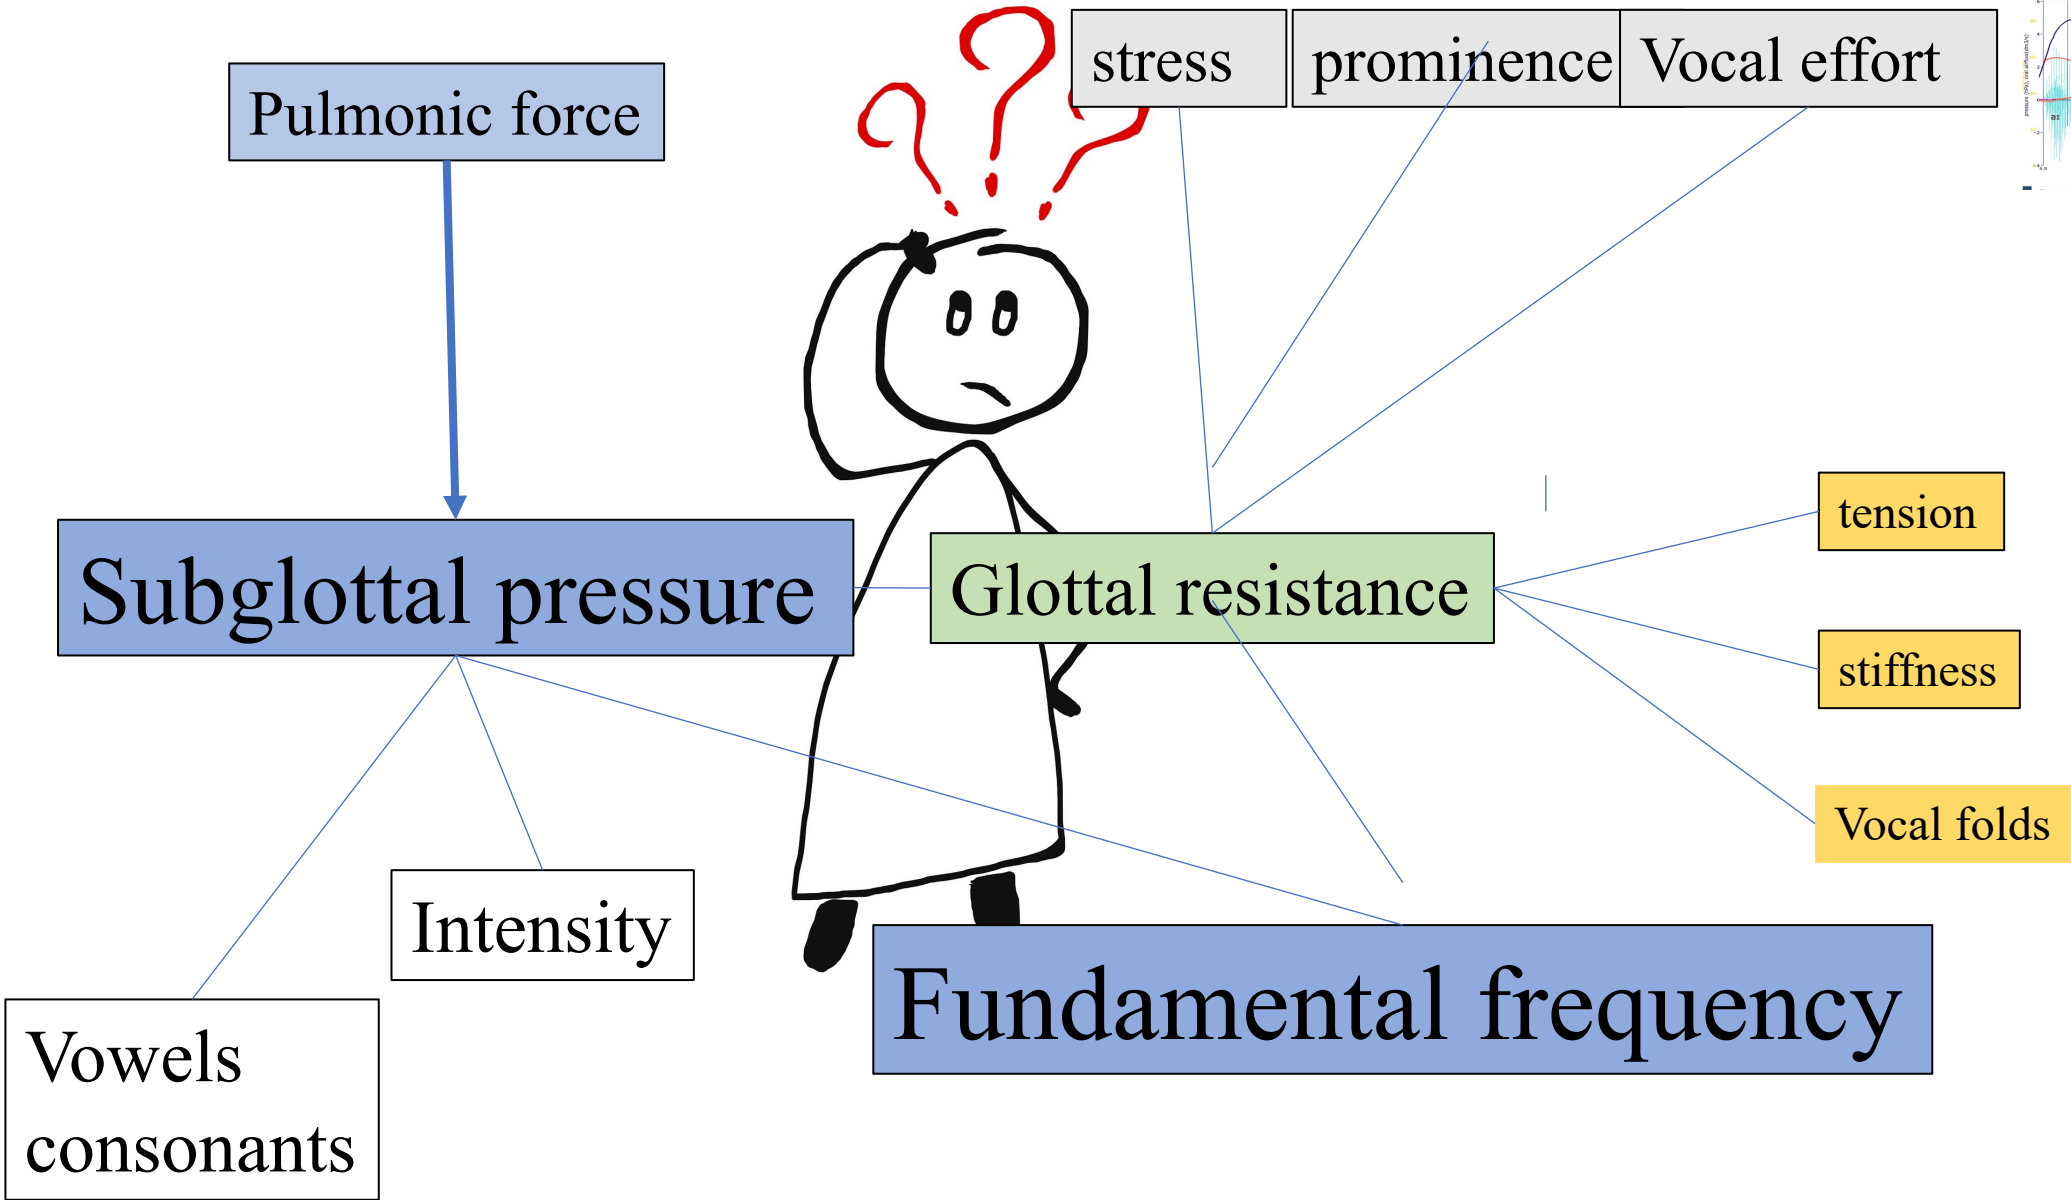 stress
prominence
Vocal effort
Pulmonic force
tension
Subglottal pressure
Glottal resistance
stiffness
Vocal folds
Intensity
Fundamental frequency
Vowels
consonants